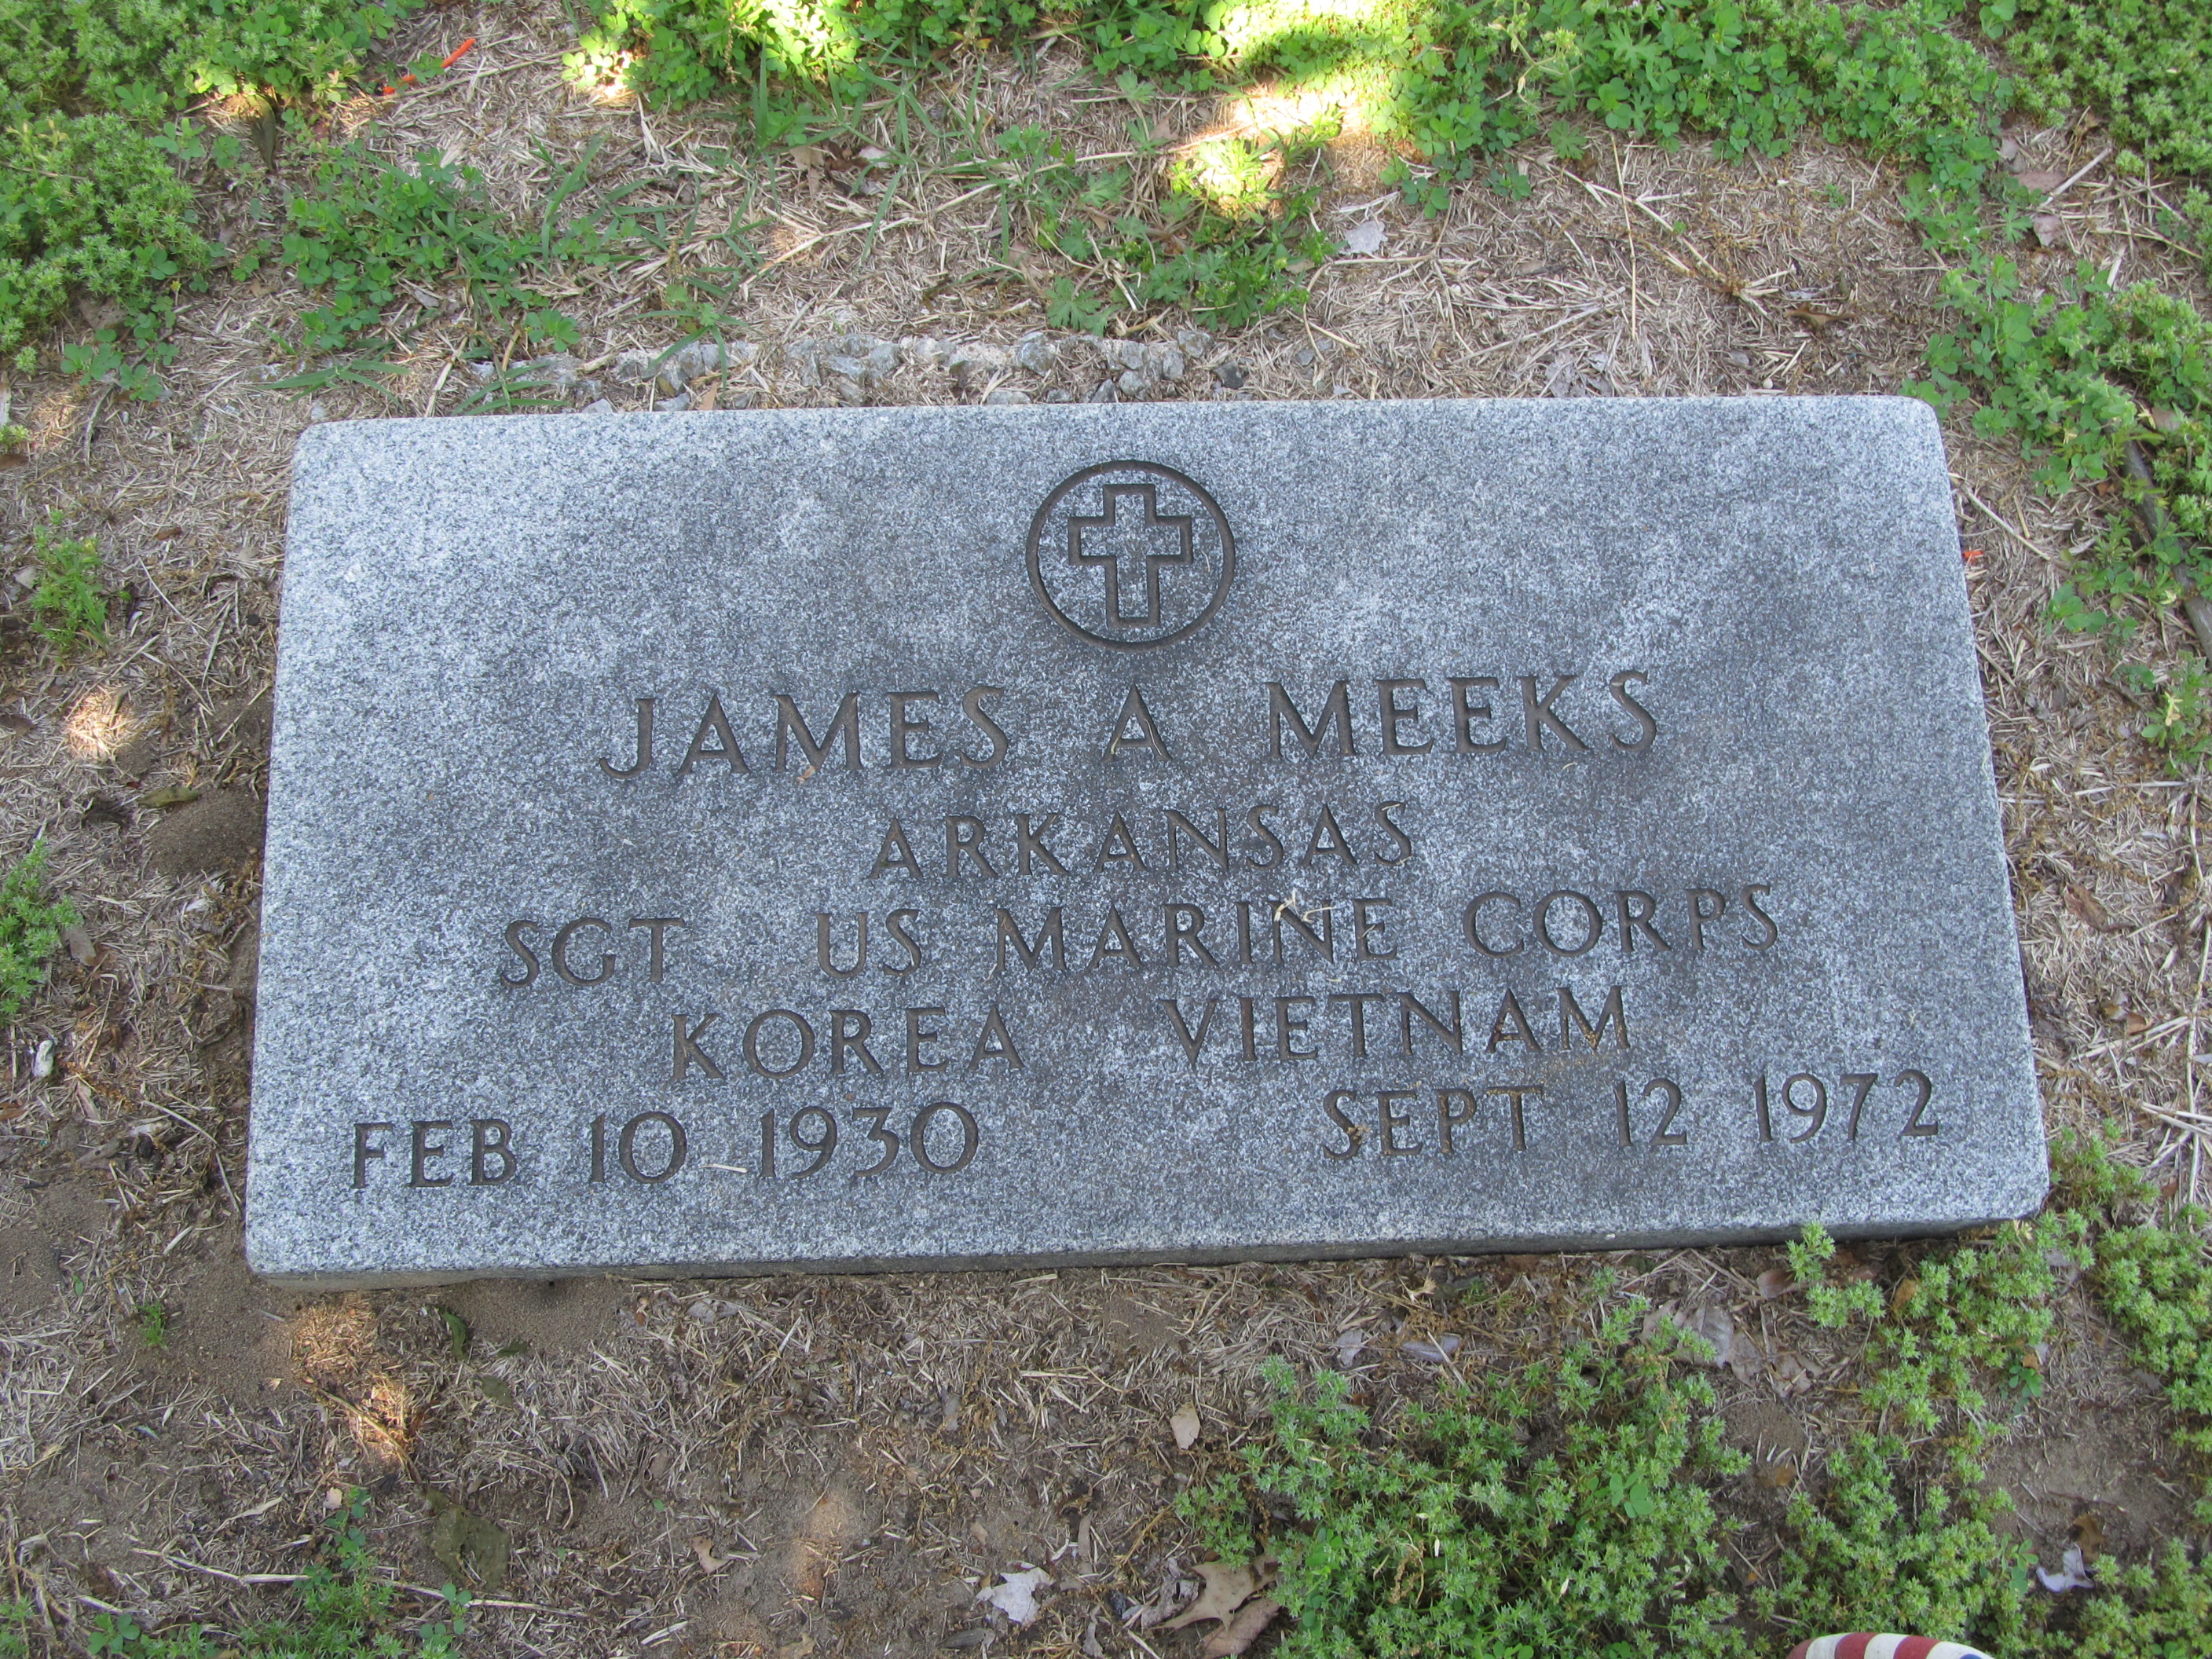 JAMES A MEEKS
ARKANSAS
SGT US MARINE CORPS
KOREA VIETNAM
FEB 10 1930 SEPT 12 1972